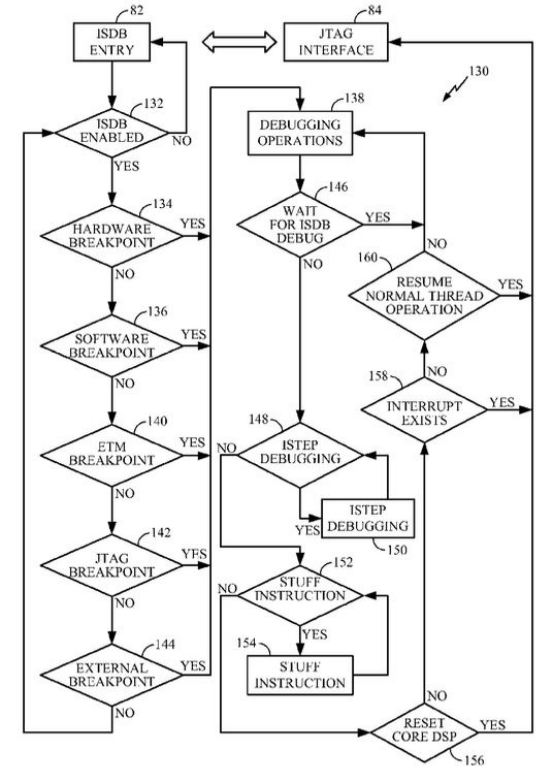 82
ISDB
ENTRY
84
JTAG
INTERFACE
130
132
ISDB
ENABLED
NO
YES
134
HARDWARE
BREAKPOINT
YES
NO
136
SOFTWARE
BREAKPOINT
YES
NO
140
ETM
BREAKPOINT
YES
NO
142
JTAG
BREAKPOINT
YES
NO
144
EXTERNAL
BREAKPOINT
YES
NO
138
DEBUGGING
OPERATIONS
146
WAIT
FOR ISDB
DEBUG
YES
NO
148
ISTEP
DEBUGGING
NO
YES
ISTEP
DEBUGGING
150
152
STUFF
INSTRUCTION
NO
YES
154
STUFF
INSTRUCTION
160
RESUME
NORMAL THREAD
OPERATION
NO
YES
158
INTERRUPT
EXISTS
NO
YES
RESET
CORE DSP
NO
YES
156